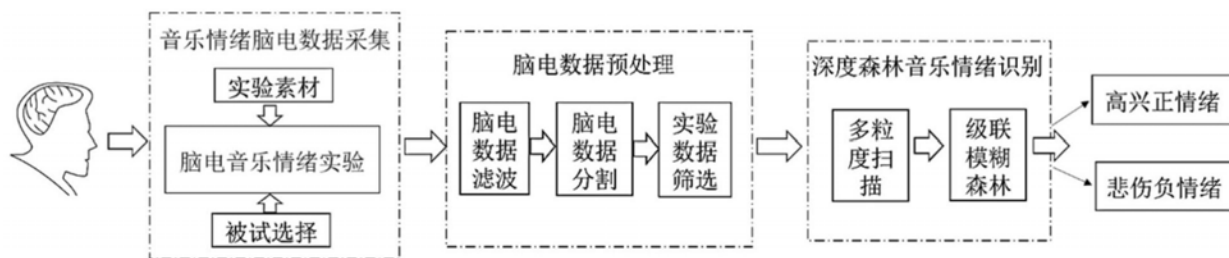 音乐情绪脑电数据采集
实验素材
脑电音乐情绪实验
被试选择
脑电数据预处理
脑电
数据
滤波
脑电
数据
分割
实验
数据
筛选
深度森林音乐情绪识别
多粒
度扫
描
级联
模糊
森林
高兴正情绪
悲伤负情绪